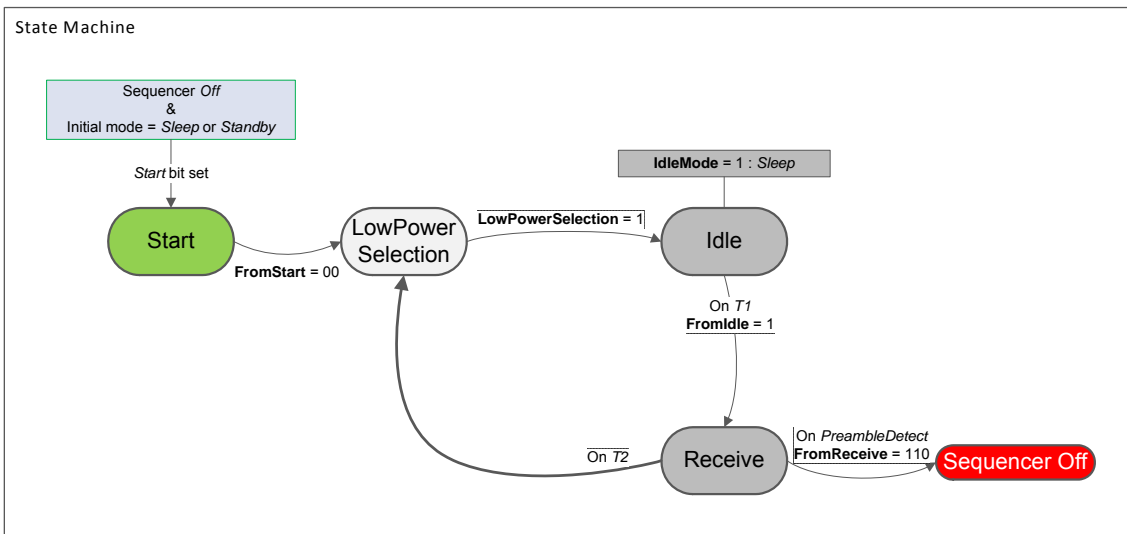 State Machine
Sequencer Off
&
Initial mode = Sleep or Standby
Start bit set
IdleMode = 1 : Sleep
Start
FromStart = 00
LowPower
Selection
LowPowerSelection = 1
Idle
On T1
FromIdle = 1
On T2
Receive
On PreambleDetect
FromReceive = 110
Sequencer Off